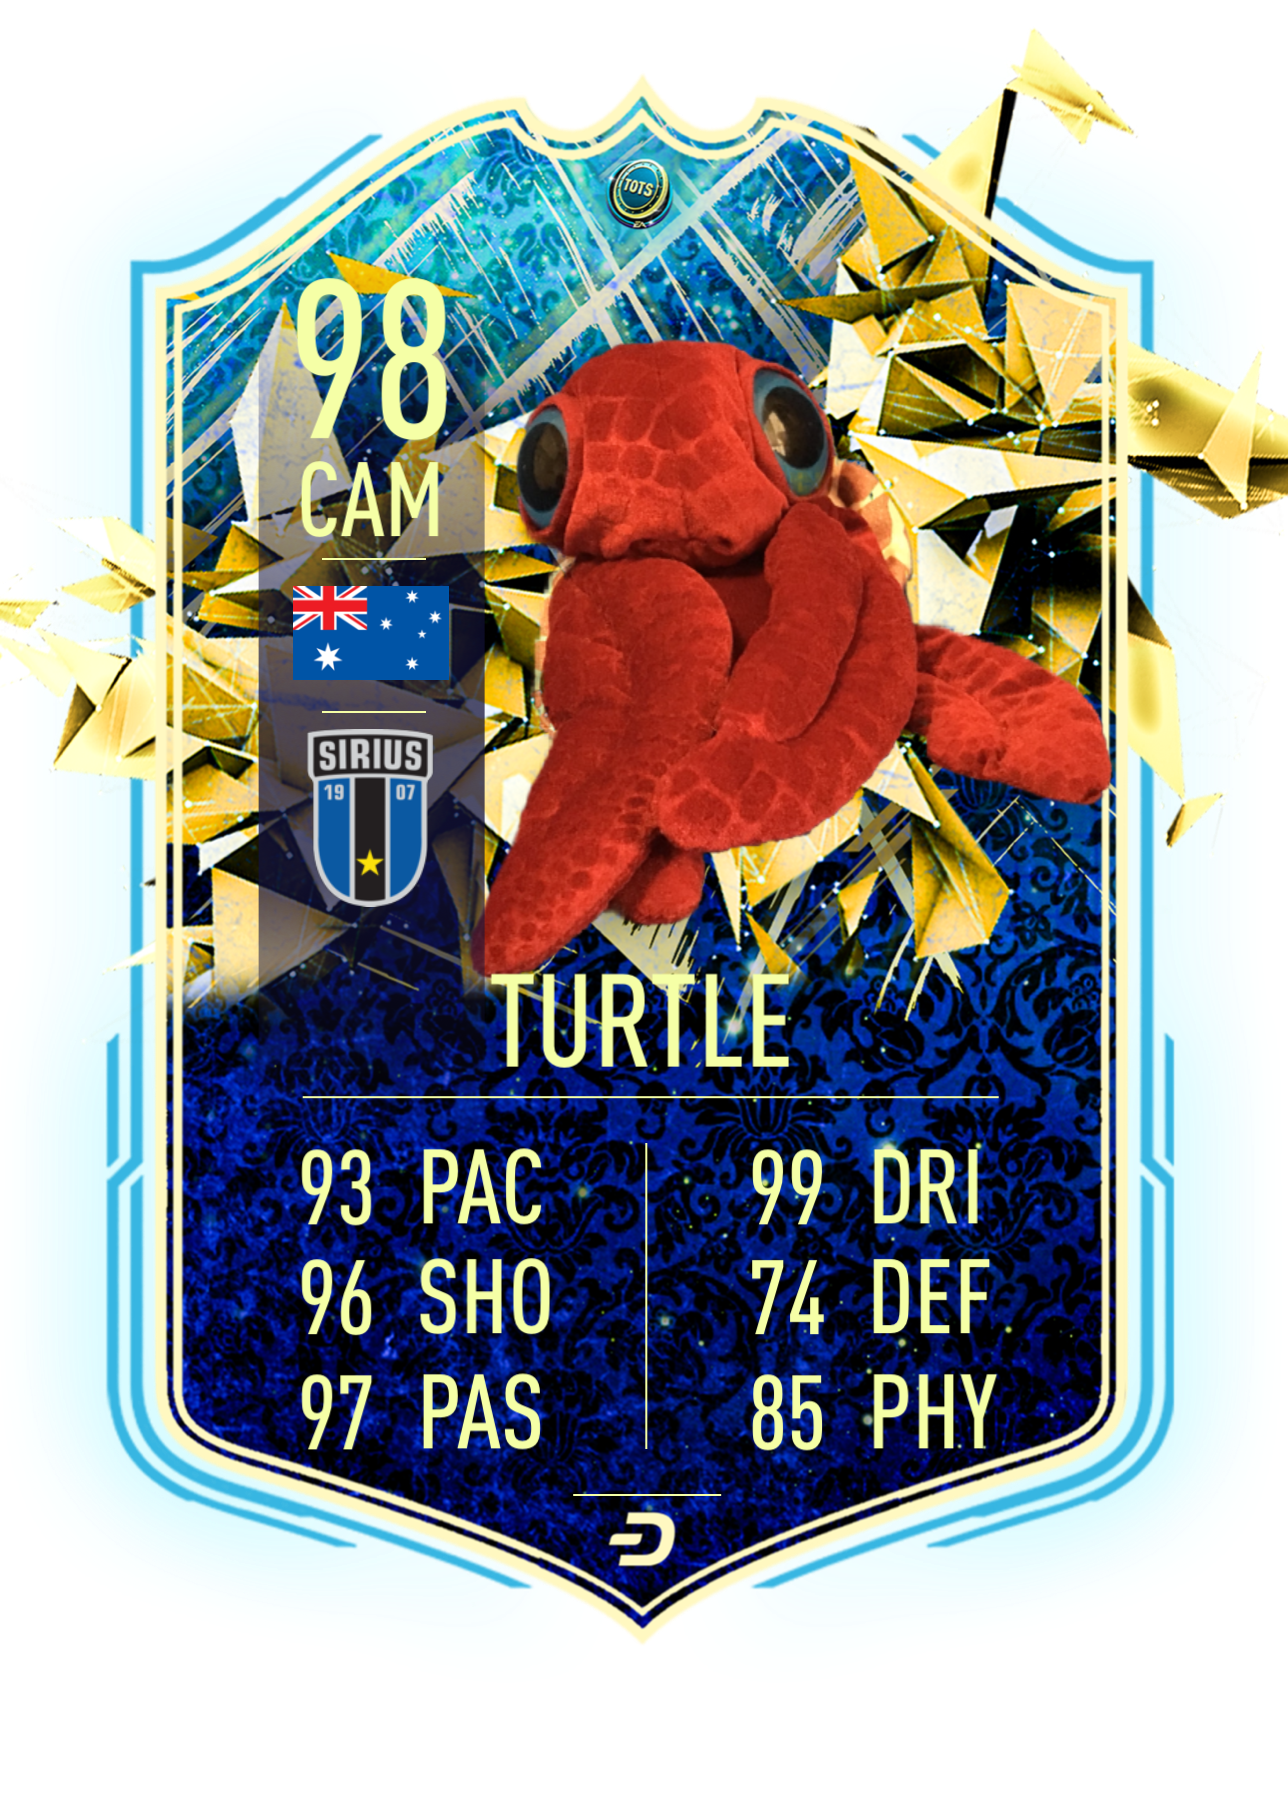 TOTS
98
CAM
SIRIUS
19 07
TURTLE
93 PAC 99 DRI
96 SHO 74 DEF
97 PAS 85 PHY